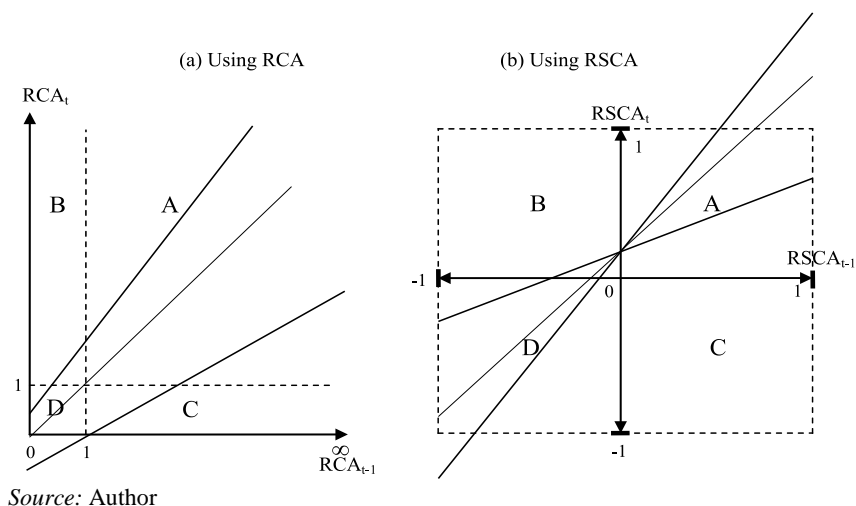 (a) Using RCA
RCAt
B
A
1
D
C
0
1
∞
RCAt-1
(b) Using RSCA
RSCAt
1
B
A
RSCAt-1
-1
0
1
D
C
-1
Source: Author